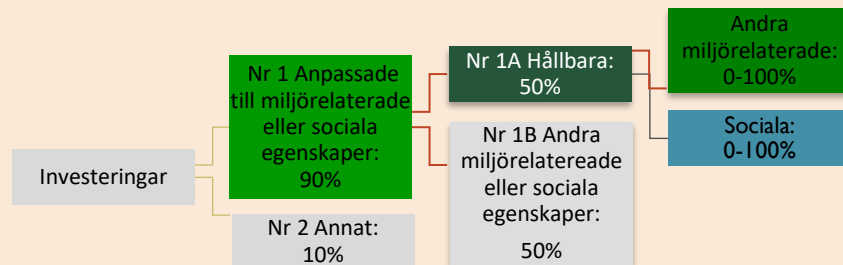 Investeringar
Nr 1 Anpassade
till miljörelaterade
eller sociala
egenskaper:
90%
Nr 2 Annat:
10%
Nr 1A Hållbara:
50%
Nr 1B Andra
miljörelatereade
eller sociala
egenskaper:
50%
Andra
miljörelaterade:
0-100%
Sociala:
0-100%